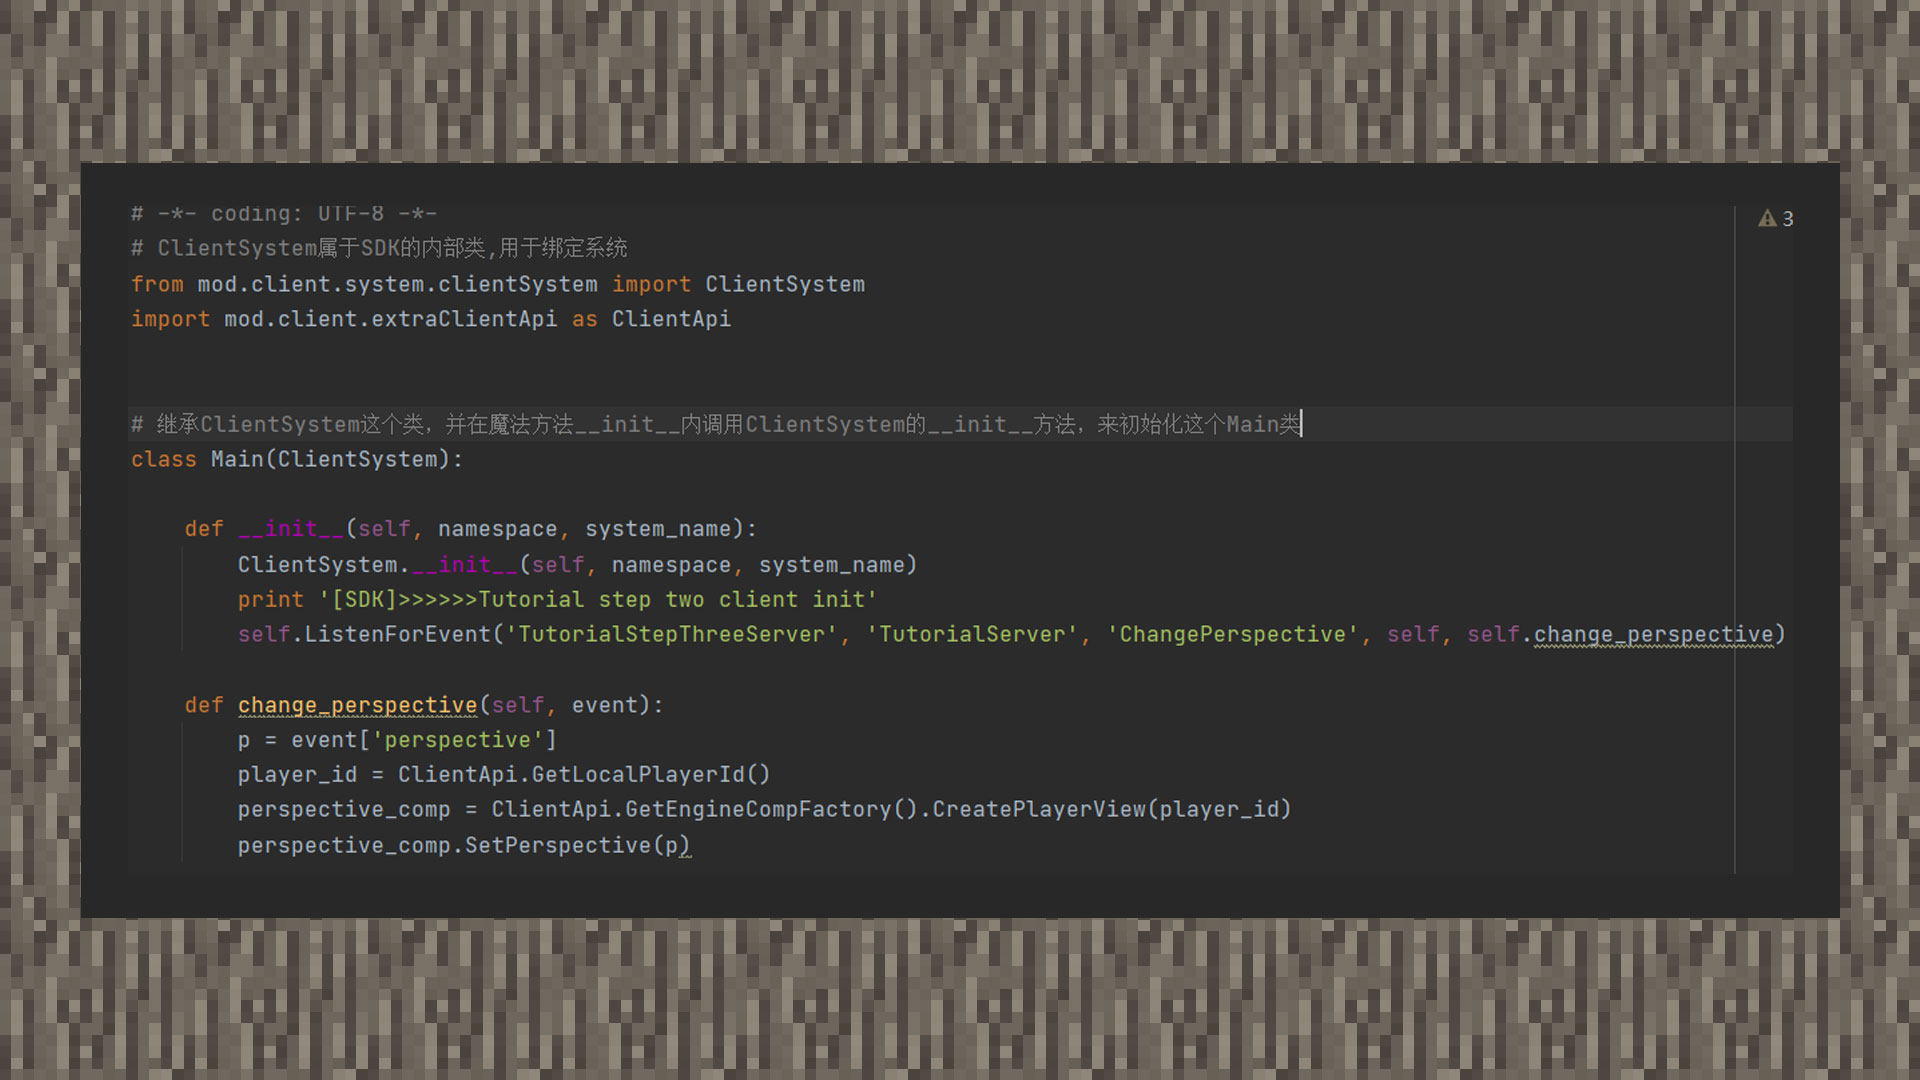 # -*- coding: UTF-8 -*-
# ClientSystem属于SDK的内部类,用于绑定系统
from mod.client.system.clientSystem import ClientSystem
import mod.client.extraClientApi as ClientApi
# 继承ClientSystem这个类，并在魔法方法__init__内调用ClientSystem的__init__方法，来初始化这个Main类
class Main(ClientSystem):
    def __init__(self, namespace, system_name):
        ClientSystem.__init__(self, namespace, system_name)
        print '[SDK]>>>>>>Tutorial step two client init'
        self.ListenForEvent('TutorialStepThreeServer', 'TutorialServer', 'ChangePerspective', self, self.change_perspective)
    def change_perspective(self, event):
        p = event['perspective']
        player_id = ClientApi.GetLocalPlayerId()
        perspective_comp = ClientApi.GetEngineCompFactory().CreatePlayerView(player_id)
        perspective_comp.SetPerspective(p)
3